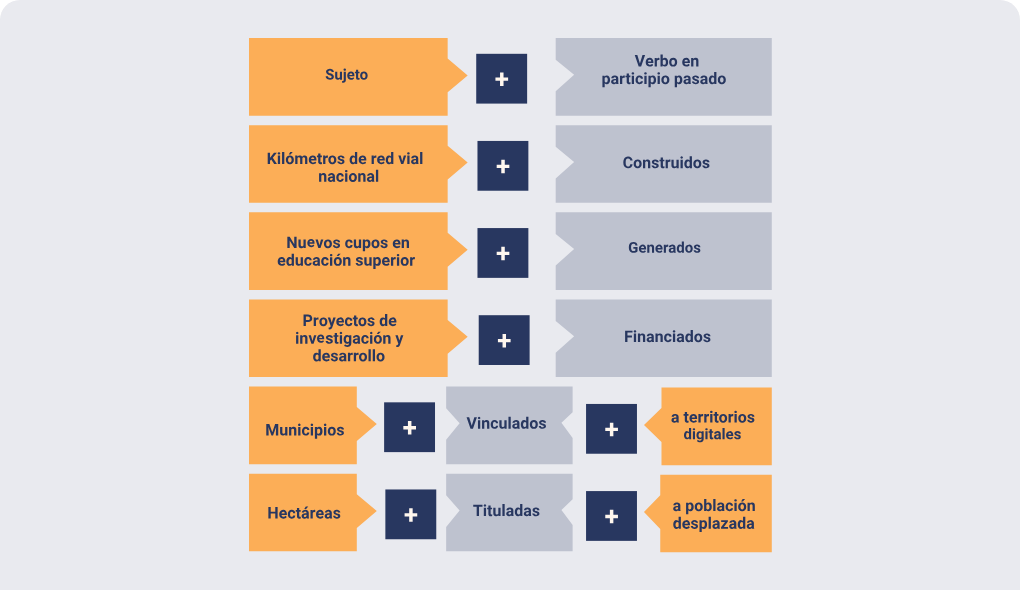 Sujeto
+
Verbo en
participio pasado
Kilómetros de red vial
nacional
+
Construidos
Nuevos cupos en
educación superior
+
Generados
Proyectos de
investigación y
desarrollo
+
Financiados
Municipios
+
Vinculados
+
a territorios
digitales
Hectáreas
+
Tituladas
+
a población
desplazada